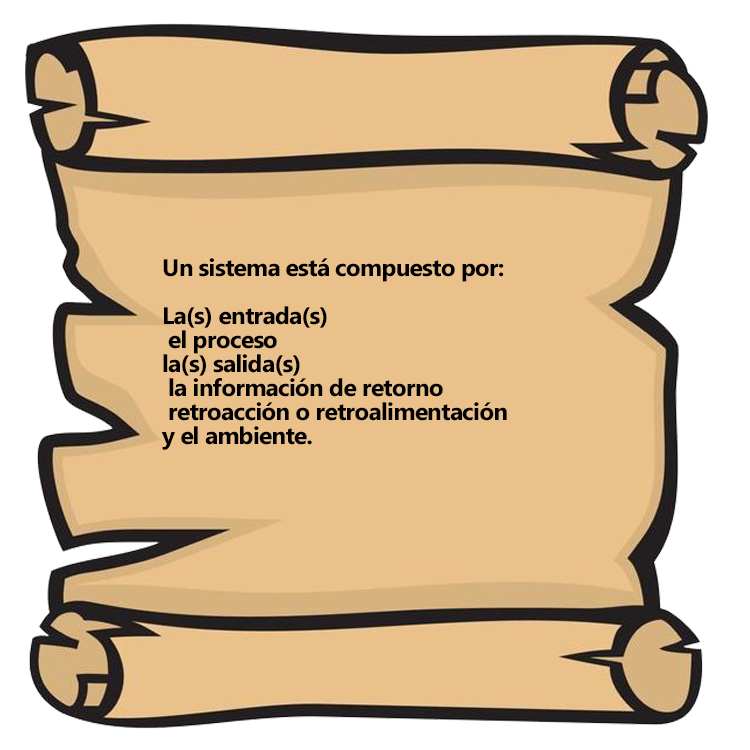 Un sistema está compuesto por:
La(s) entrada(s)
el proceso
la(s) salida(s)
la información de retorno
retroacción o retroalimentación
y el ambiente.